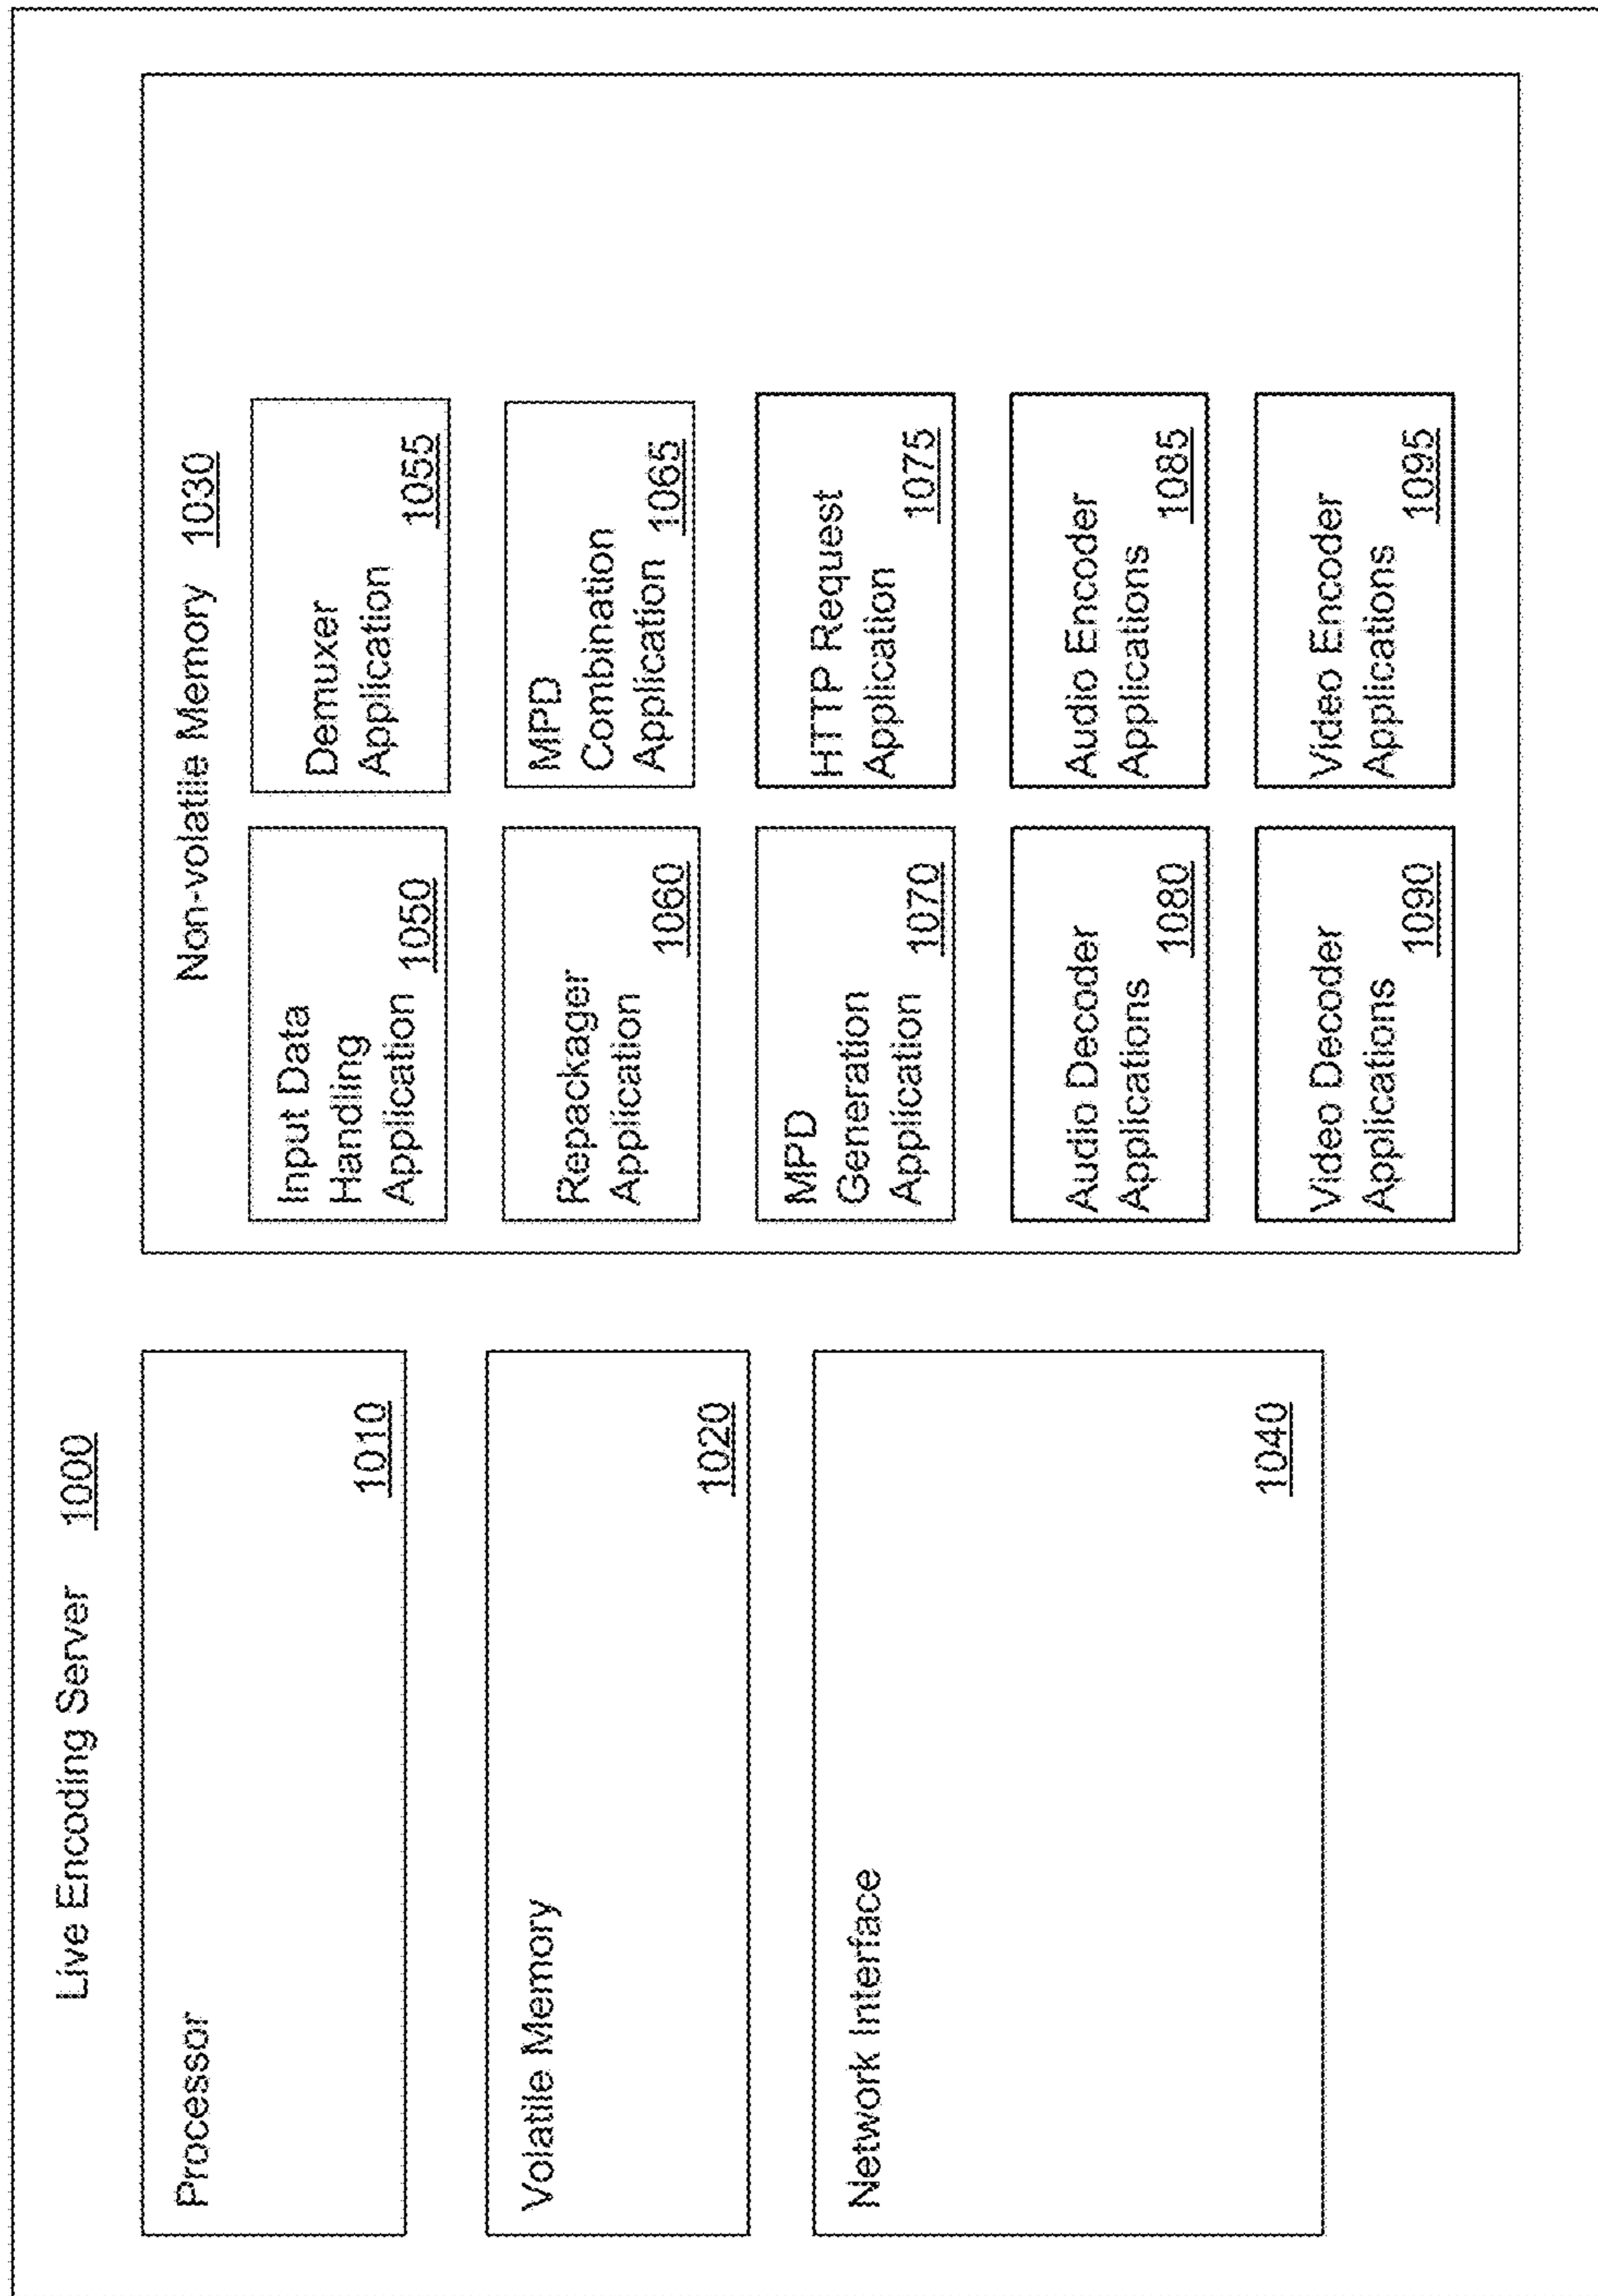 Live Encoding Server 1000
Processor
1010
Volatile Memory
1020
Network Interface
1040
Non-volatile Memory 1030
Input Data
Handling
Application 1050
Demuxer
Application
1055
Repackager
Application
1060
MPD
Combination
Application 1065
MPD
Generation
Application 1070
HTTP Request
Application
1075
Audio Decoder
Applications
1080
Audio Encoder
Applications
1085
Video Decoder
Applications
1090
Video Encoder
Applications
1095